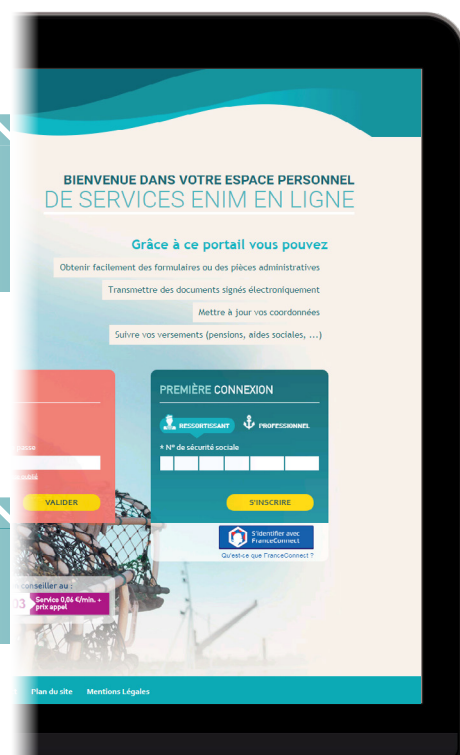 BIENVENUE DANS VOTRE ESPACE PERSONNEL
DE SERVICES ENIM EN LIGNE
Grâce à ce portail vous pouvez
Obtenir facilement des formulaires ou des pièces administratives
Transmettre des documents signés électroniquement
Mettre à jour vos coordonnées
Suivre vos versements (pensions, aides sociales, ...)
PREMIÈRE CONNEXION
RESSORTISSANT
PROFESSIONNEL
* N° de sécurité sociale
VALIDER
S'INSCRIRE
S'identifier avec
FranceConnect
Qu'est-ce que FranceConnect ?
conseiller au :
03 Service 0,06 €/min. +
prix appel
Plan du site Mentions Légales